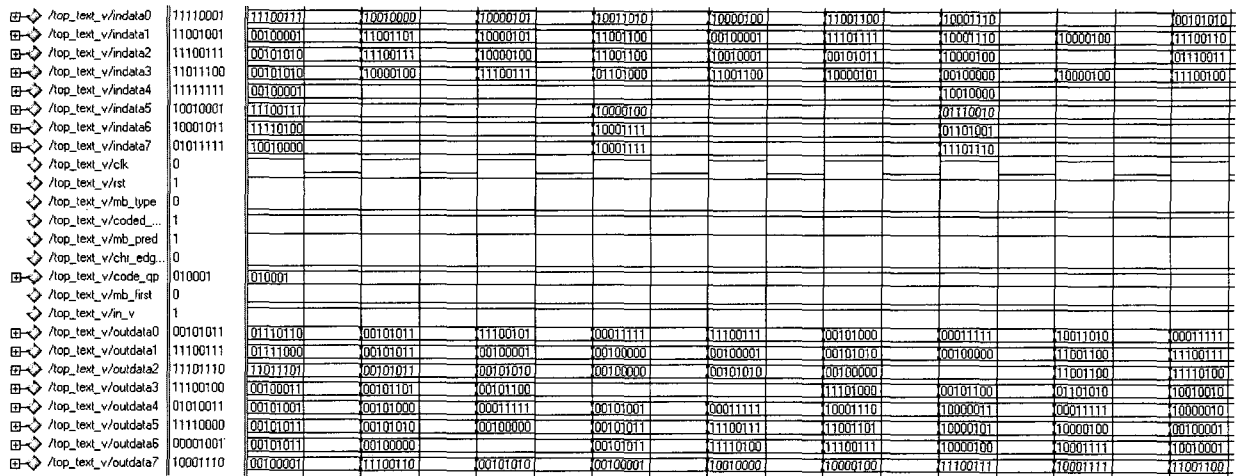 /top_text_v/indata0 11110001 11100111 10010000 10000101 10011010 10000100 11001100 10001110 00101010
/top_text_v/indata1 11001001 00100001 11001101 10000101 11001100 00100001 11101111 10001110 10000100 11100110
/top_text_v/indata2 11100111 00101010 11100111 10000100 11001100 10010001 00101011 10000100 01110011
/top_text_v/indata3 11011100 00101010 10000100 11100111 01101000 11001100 10000101 00100000 10000100 11100100
/top_text_v/indata4 11111111 00100001 10010000
/top_text_v/indata5 10010001 11100111 10000100 01110010
/top_text_v/indata6 10001011 11110100 10001111 01101001
/top_text_v/indata7 01011111 10010000 10001111 11101110
/top_text_v/clk 0
/top_text_v/rst 1
/top_text_v/mb_type 0
/top_text_v/coded_... 1
/top_text_v/mb_pred 1
/top_text_v/chr_edg... 0
/top_text_v/code_qp 010001 010001
/top_text_v/mb_first 0
/top_text_v/in_v 1
/top_text_v/outdata0 00101011 01110110 00101011 11100101 00011111 11100111 00101000 00011111 10011010 00011111
/top_text_v/outdata1 11100111 01111000 00101011 00100001 00100000 00100001 00101010 00100000 11001100 11100111
/top_text_v/outdata2 11101110 11011101 00101011 00101010 00100000 00101010 00100000 11001100 11110100
/top_text_v/outdata3 11100100 00100011 00101101 00101100 11101000 00101100 01101010 10010010
/top_text_v/outdata4 01010011 00101001 00101000 00011111 00101001 00011111 10001110 10000011 00011111 10000010
/top_text_v/outdata5 11110000 00101011 00101010 00100000 00101011 11100111 11001101 10000101 10000100 00100001
/top_text_v/outdata6 00001001 00101011 00100000 00101011 11110100 11100111 10000100 10001111 10010001
/top_text_v/outdata7 10001110 00100001 11100110 00101010 00100001 10010000 10000100 11100111 10001111 11001100